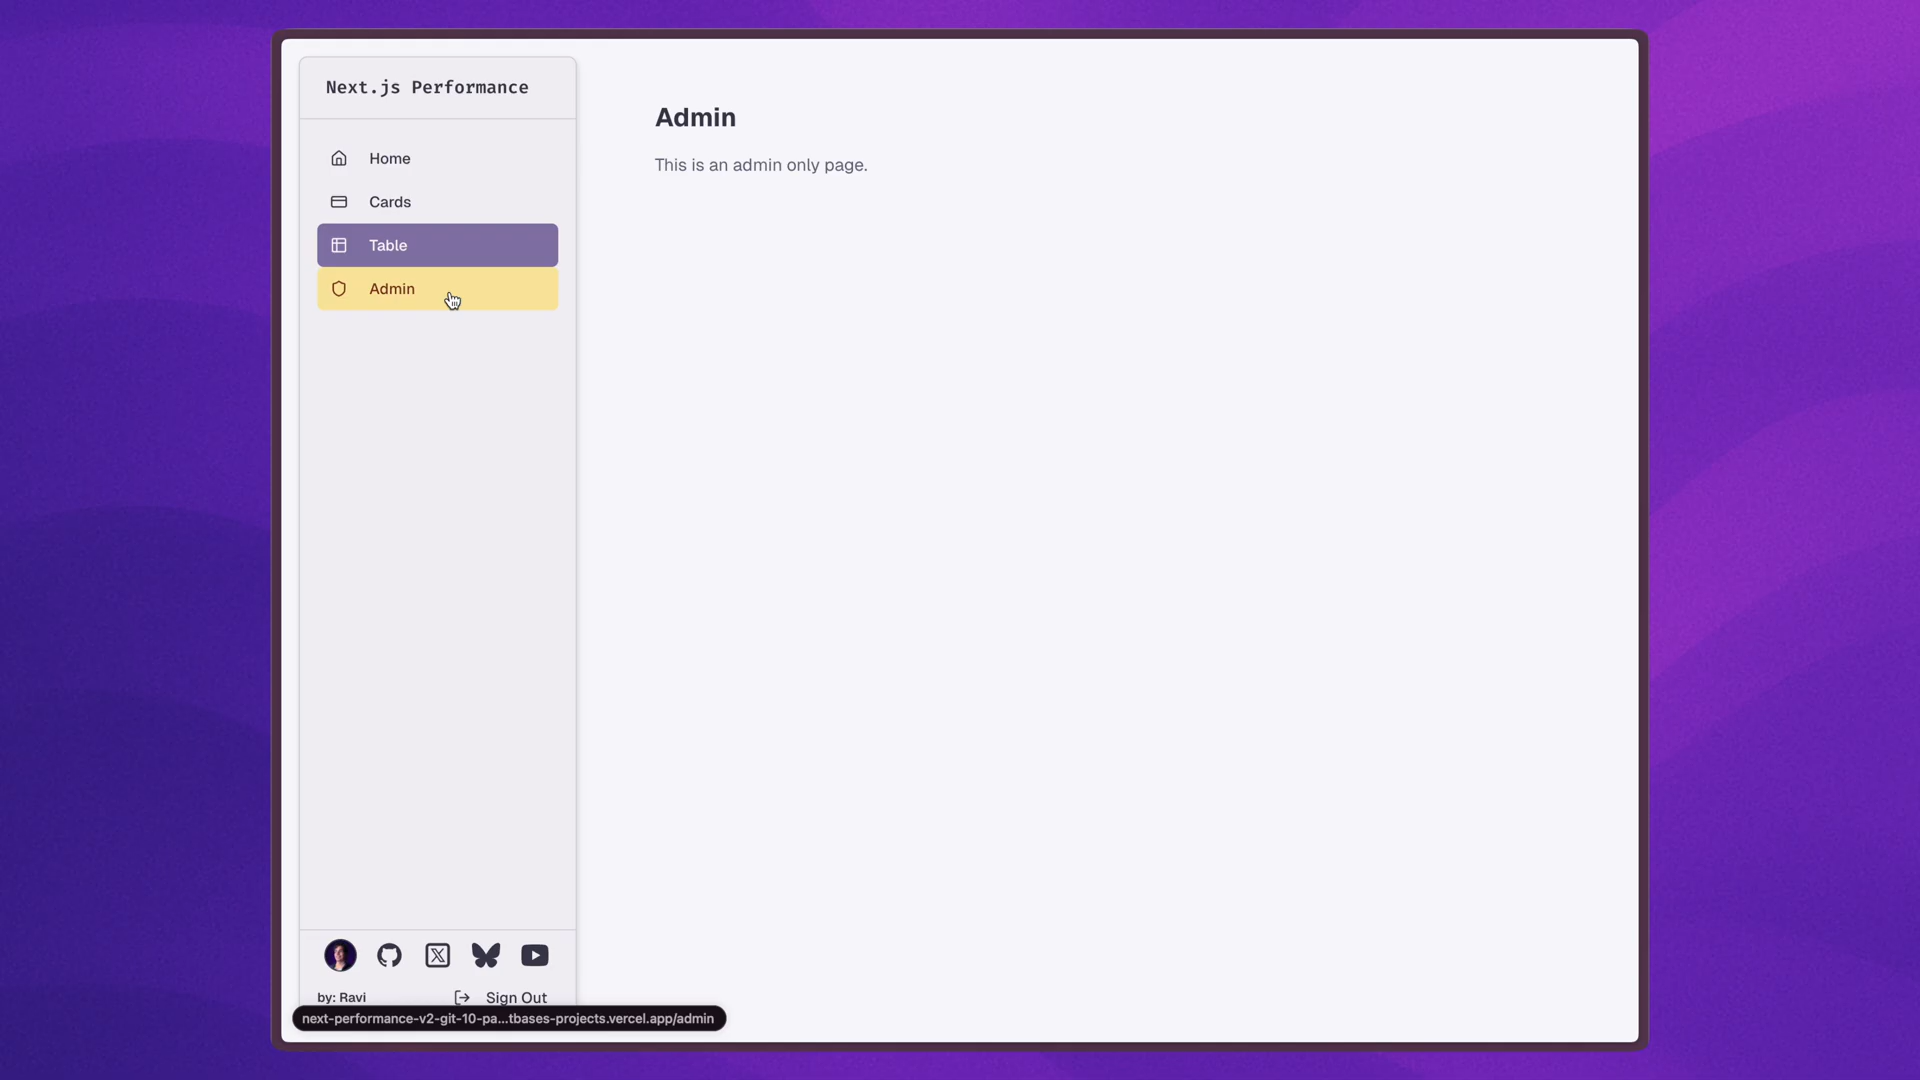 Next.js Performance
Home
Cards
Table
Admin
Admin
This is an admin only page.
by: Ravi
Sign Out
next-performance-v2-git-10-pa...tbases-projects.vercel.app/admin